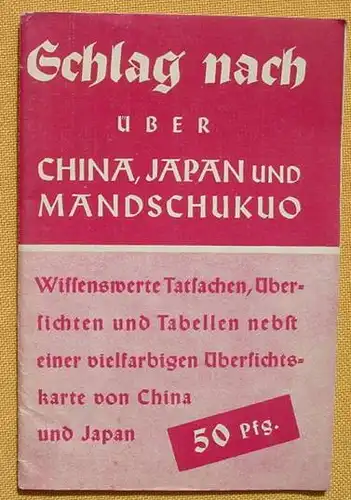 Schlag nach
ÜBER
CHINA, JAPAN UND
MANDSCHUKUO
Wiſſenswerte Tatſachen, Über-
ſichten und Tabellen nebſt
einer vielfarbigen Überſichts-
karte von China
und Japan
50 Pfg.